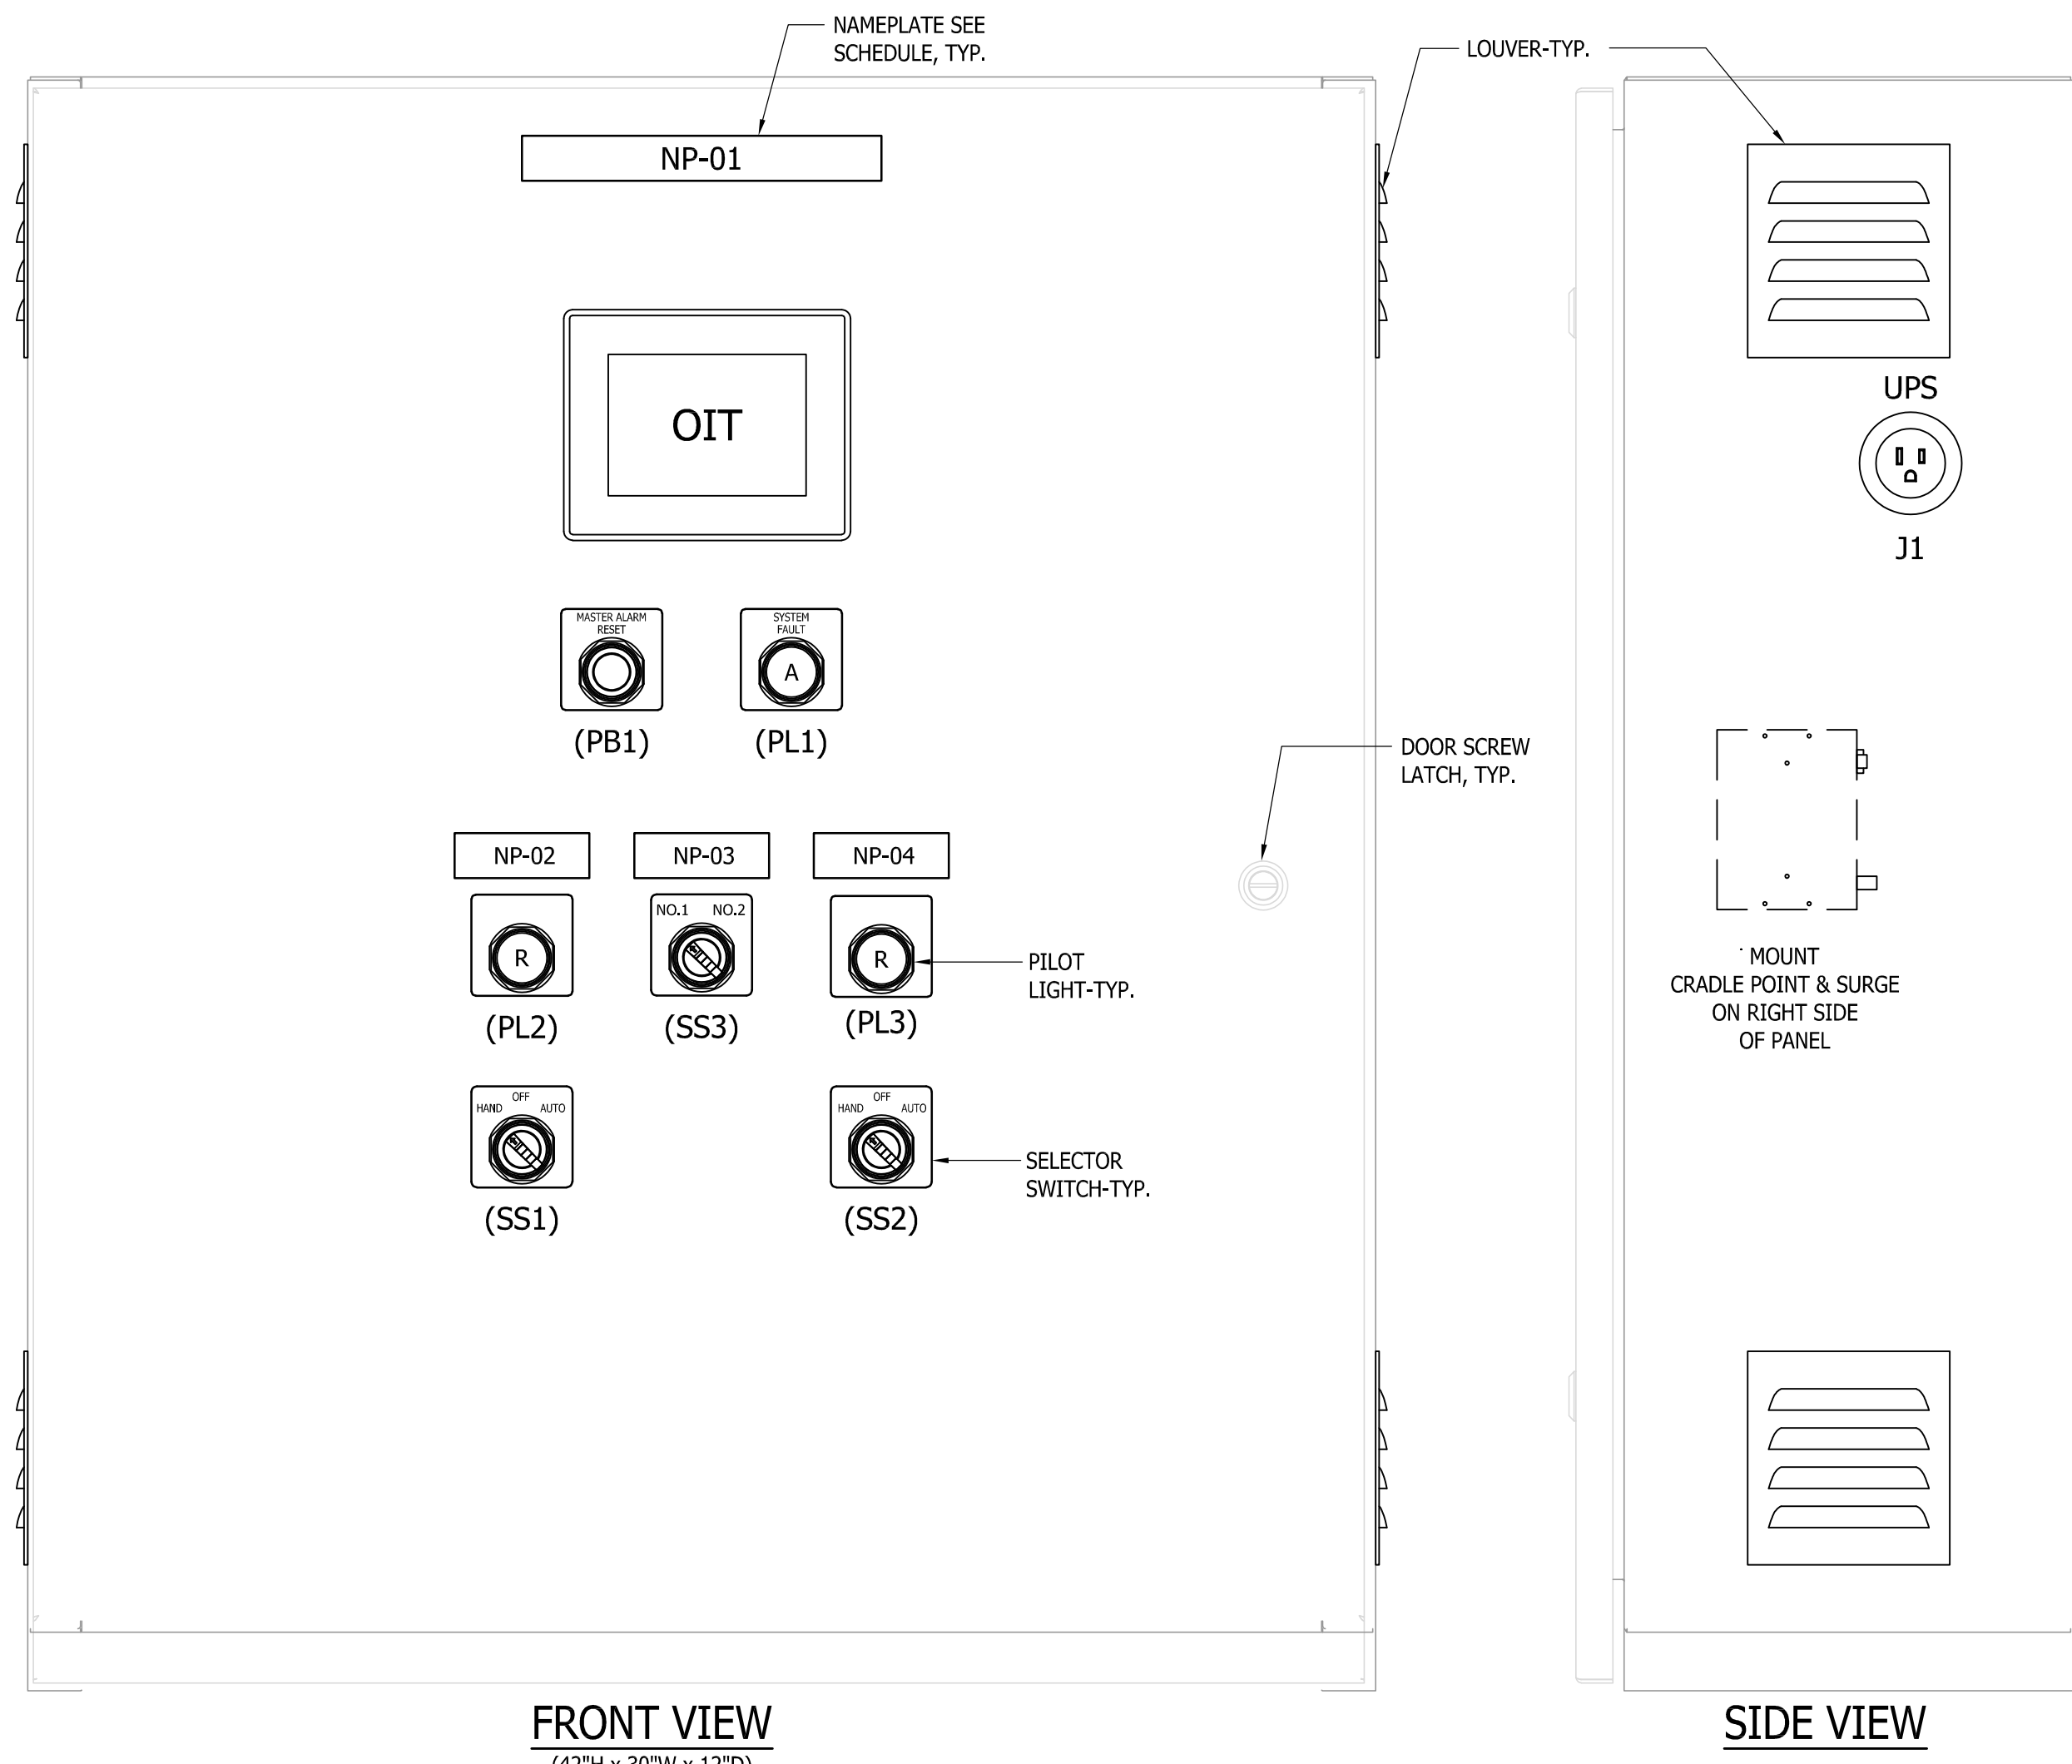 NAMEPLATE SEE
SCHEDULE, TYP.
LOUVER-TYP.
NP-01
OIT
UPS
J1
MASTER ALARM
RESET
(PB1)
SYSTEM
FAULT
A
(PL1)
DOOR SCREW
LATCH, TYP.
NP-02
NP-03
NP-04
R
(PL2)
NO.1 NO.2
(SS3)
R
(PL3)
PILOT
LIGHT-TYP.
MOUNT
CRADLE POINT & SURGE
ON RIGHT SIDE
OF PANEL
OFF
HAND AUTO
(SS1)
OFF
HAND AUTO
(SS2)
SELECTOR
SWITCH-TYP.
FRONT VIEW
(42"H x 30"W x 12"D)
SIDE VIEW